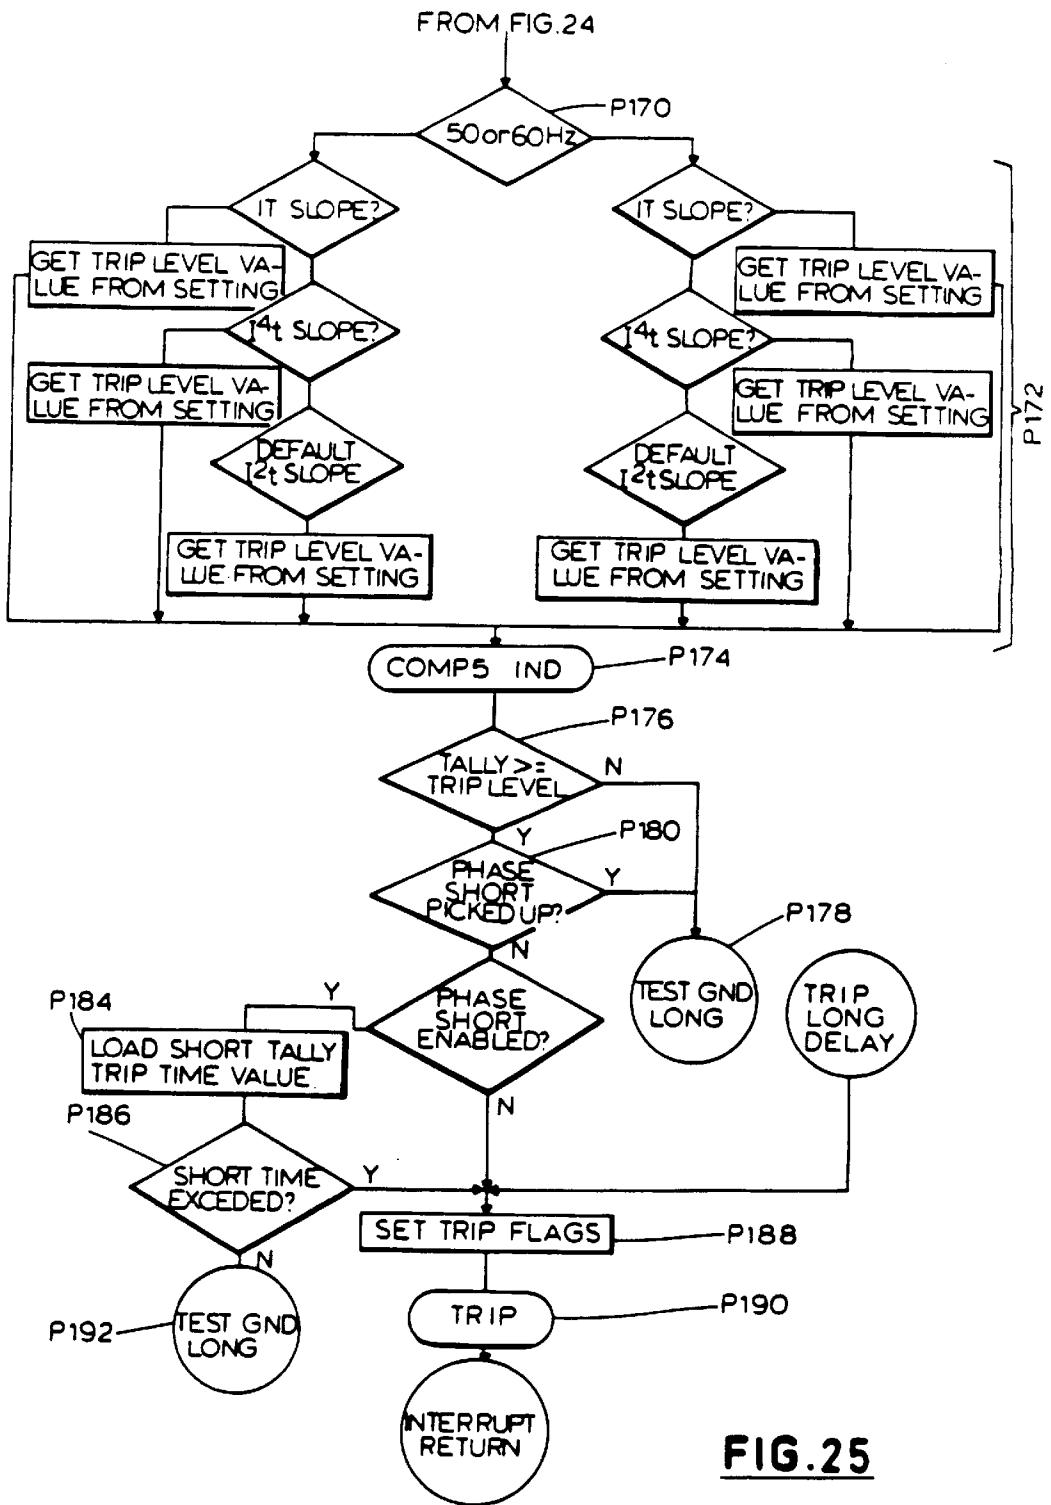 FROM FIG.24
P170
50 or 60Hz
IT SLOPE?
IT SLOPE?
GET TRIP LEVEL VA-
LUE FROM SETTING
GET TRIP LEVEL VA-
LUE FROM SETTING
I⁴t SLOPE?
I⁴t SLOPE?
GET TRIP LEVEL VA-
LUE FROM SETTING
GET TRIP LEVEL VA-
LUE FROM SETTING
P172
DEFAULT
I²t SLOPE
DEFAULT
I²t SLOPE
GET TRIP LEVEL VA-
LUE FROM SETTING
GET TRIP LEVEL VA-
LUE FROM SETTING
COMP5 IND
P174
P176
TALLY >=
TRIP LEVEL
N
Y
P180
PHASE
SHORT
PICKED UP?
Y
N
P178
TEST GND
LONG
TRIP
LONG
DELAY
PHASE
SHORT
ENABLED?
Y
N
P184
LOAD SHORT TALLY
TRIP TIME VALUE
P186
SHORT TIME
EXCEDED?
Y
N
SET TRIP FLAGS
P188
P192
TEST GND
LONG
TRIP
P190
INTERRUPT
RETURN
FIG.25